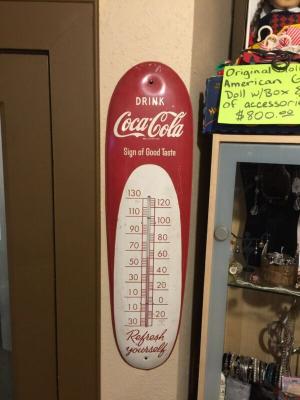 DRINK
Coca-Cola
Sign of Good Taste
130
120
110
100
90
80
70
60
50
40
30
20
10
0
10
20
30
Refresh
yourself
Original
American G
Doll w/Box &
of accessori
$800.00